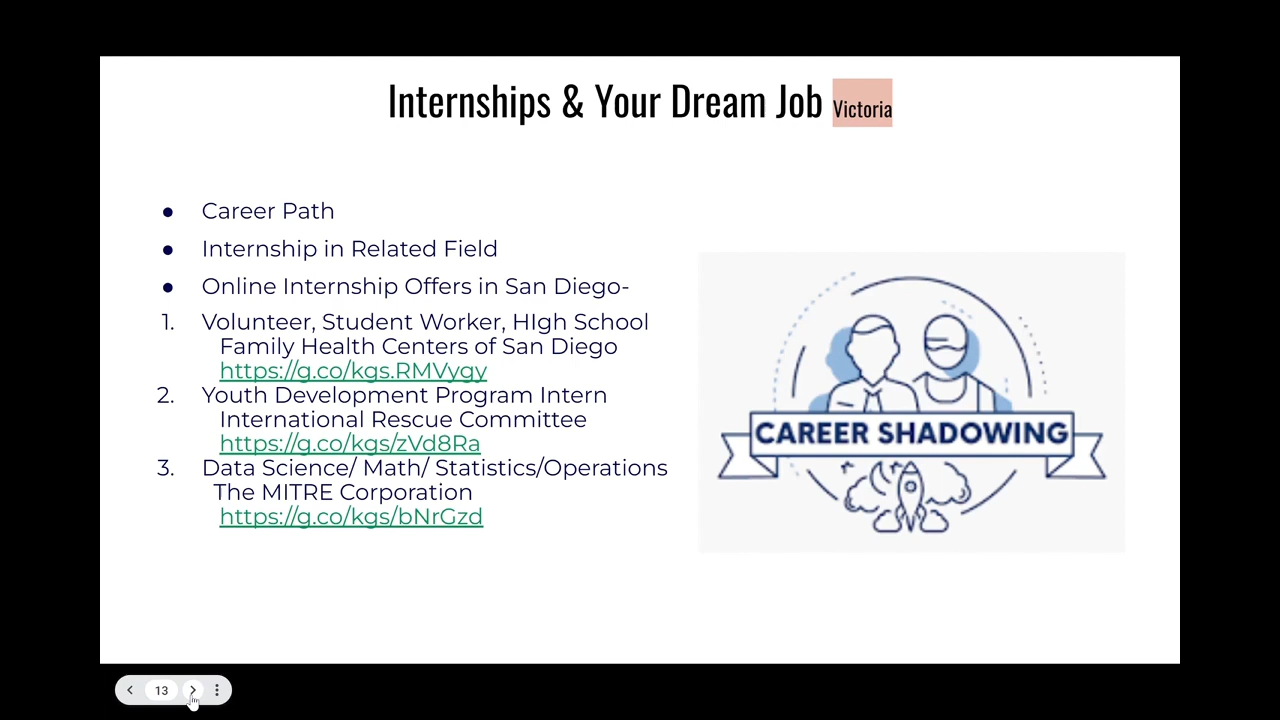 Internships & Your Dream Job Victoria
● Career Path
● Internship in Related Field
● Online Internship Offers in San Diego-
1. Volunteer, Student Worker, HIgh School
Family Health Centers of San Diego
https://g.co/kgs.RMVygy
2. Youth Development Program Intern
International Rescue Committee
https://g.co/kgs/zVd8Ra
3. Data Science/ Math/ Statistics/Operations
The MITRE Corporation
https://g.co/kgs/bNrGzd
CAREER SHADOWING
13